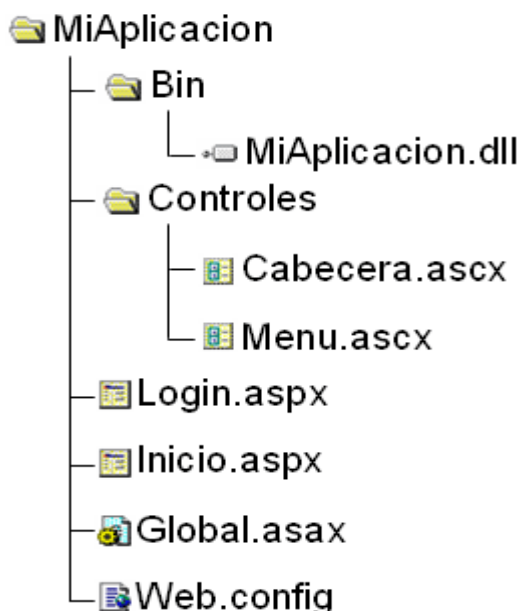 MiAplicacion
Bin
MiAplicacion.dll
Controles
Cabecera.ascx
Menu.ascx
Login.aspx
Inicio.aspx
Global.asax
Web.config